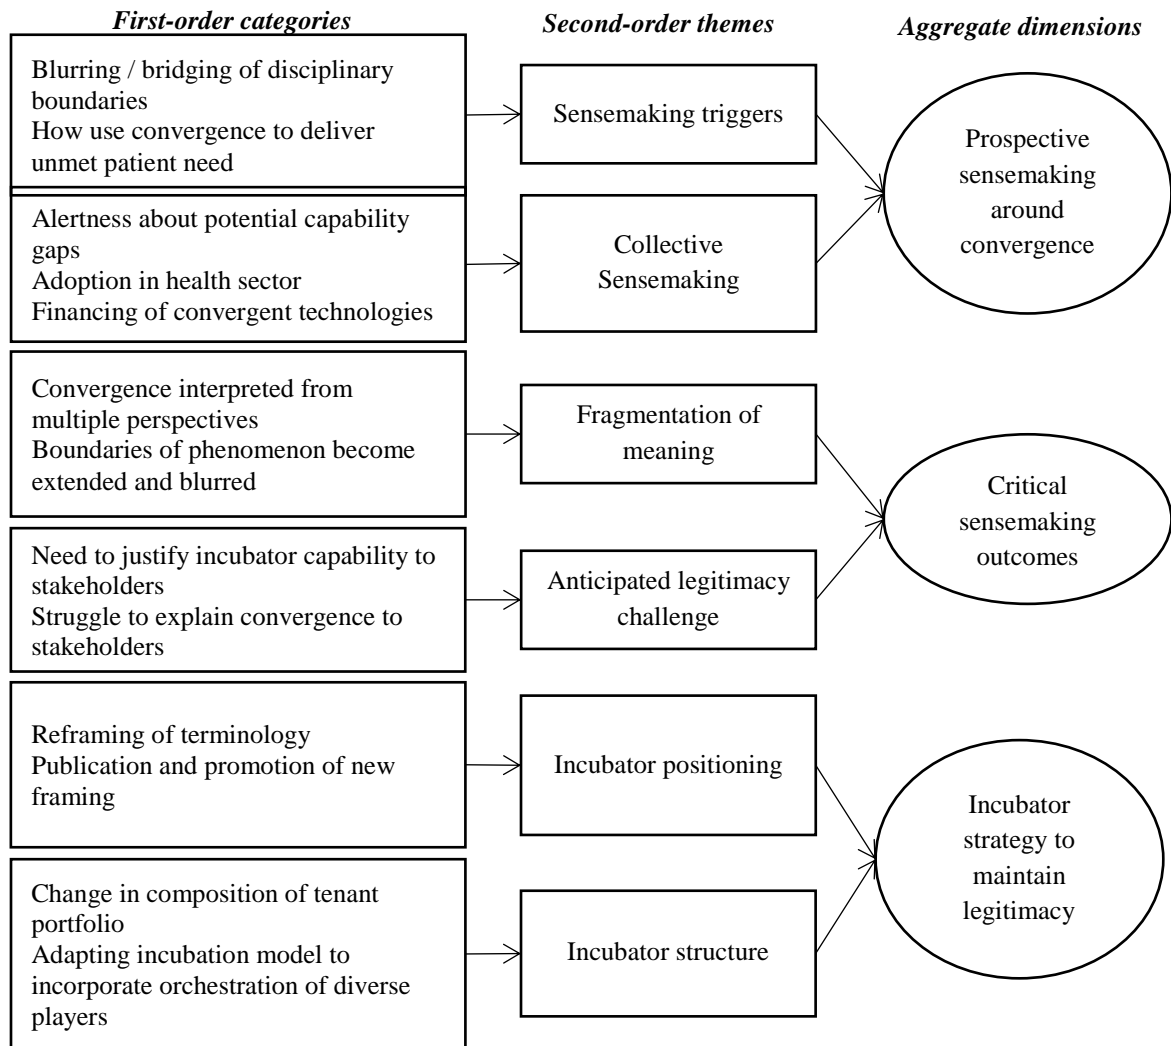 First-order categories
Second-order themes
Aggregate dimensions
Blurring / bridging of disciplinary
boundaries
How use convergence to deliver
unmet patient need
Sensemaking triggers
Prospective
sensemaking
around
convergence
Alertness about potential capability
gaps
Adoption in health sector
Financing of convergent technologies
Collective
Sensemaking
Convergence interpreted from
multiple perspectives
Boundaries of phenomenon become
extended and blurred
Fragmentation of
meaning
Critical
sensemaking
outcomes
Need to justify incubator capability to
stakeholders
Struggle to explain convergence to
stakeholders
Anticipated legitimacy
challenge
Reframing of terminology
Publication and promotion of new
framing
Incubator positioning
Incubator
strategy to
maintain
legitimacy
Change in composition of tenant
portfolio
Adapting incubation model to
incorporate orchestration of diverse
players
Incubator structure